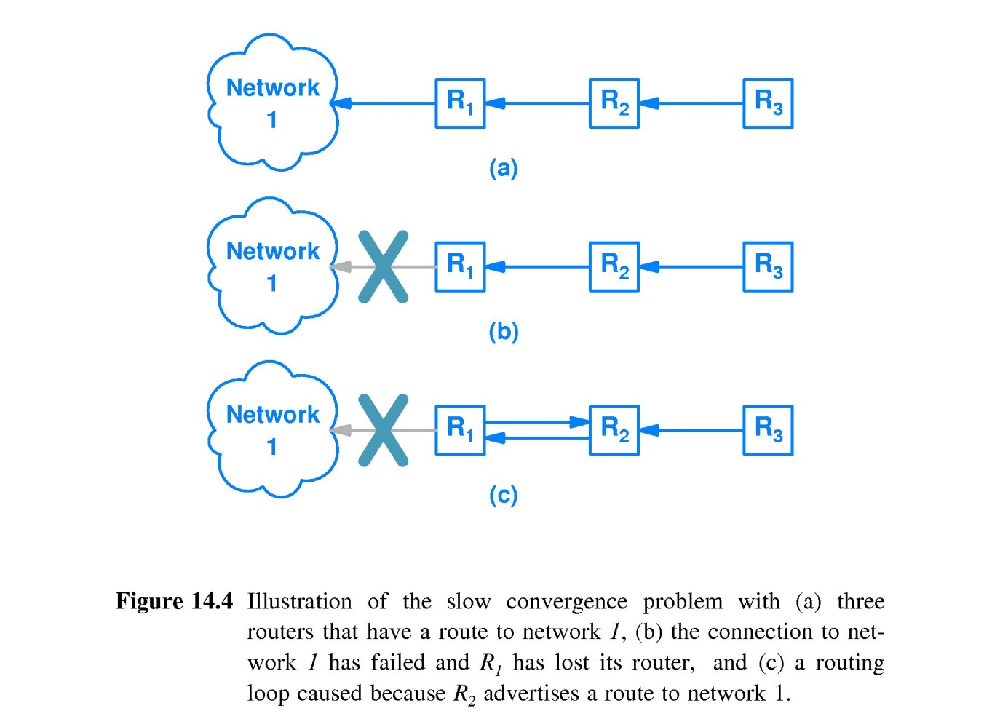 Network
1
R1
R2
R3
(a)
Network
1
R1
R2
R3
(b)
Network
1
R1
R2
R3
(c)
Figure 14.4 Illustration of the slow convergence problem with (a) three
routers that have a route to network 1, (b) the connection to net-
work 1 has failed and R1 has lost its router, and (c) a routing
loop caused because R2 advertises a route to network 1.